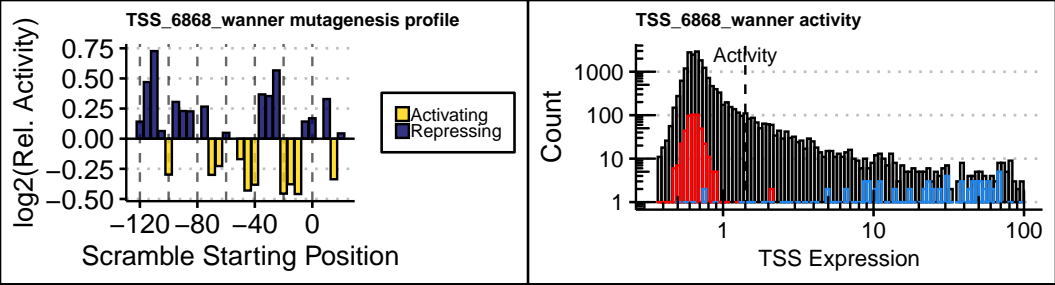 TSS_6868_wanner mutagenesis profile
log2(Rel. Activity)
0.75
0.50
0.25
0.00
−0.25
−0.50
−120 −80 −40 0
Scramble Starting Position
Activating
Repressing
TSS_6868_wanner activity
Activity
Count
1000
100
10
1
1 10 100
TSS Expression